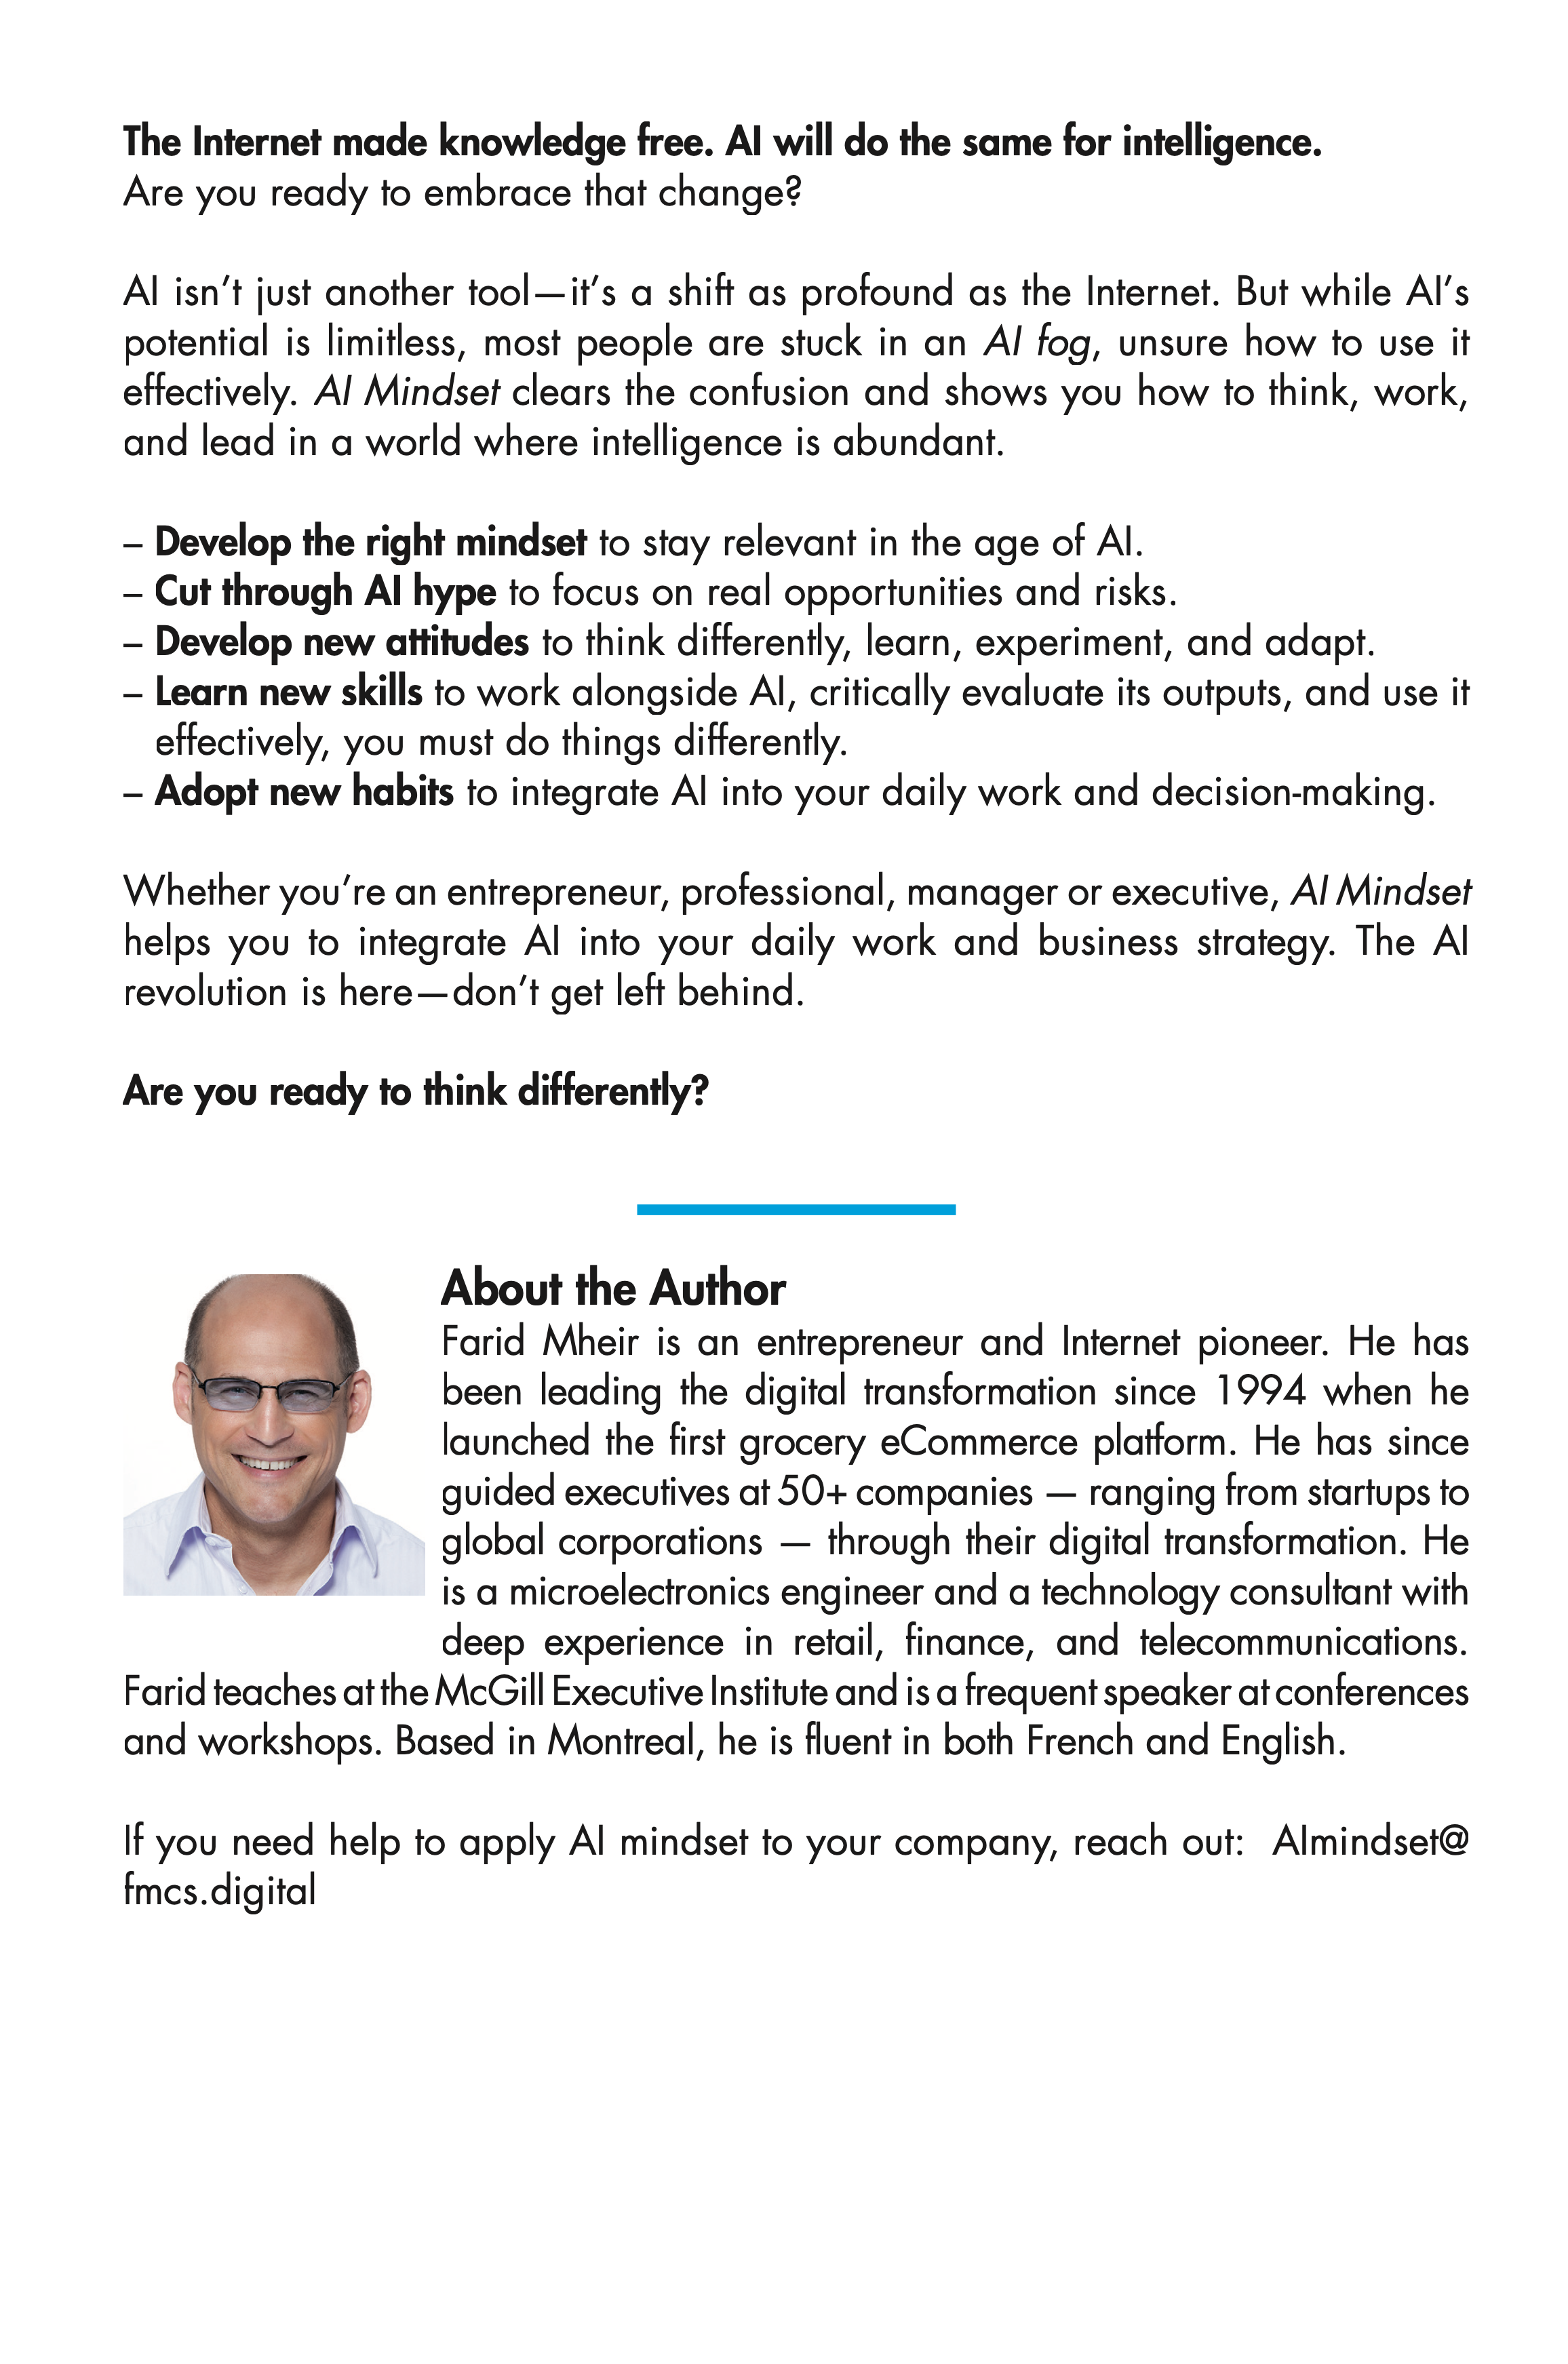 The Internet made knowledge free. AI will do the same for intelligence.
Are you ready to embrace that change?
AI isn’t just another tool—it’s a shift as profound as the Internet. But while AI’s
potential is limitless, most people are stuck in an AI fog, unsure how to use it
effectively. AI Mindset clears the confusion and shows you how to think, work,
and lead in a world where intelligence is abundant.
– Develop the right mindset to stay relevant in the age of AI.
– Cut through AI hype to focus on real opportunities and risks.
– Develop new attitudes to think differently, learn, experiment, and adapt.
– Learn new skills to work alongside AI, critically evaluate its outputs, and use it
effectively, you must do things differently.
– Adopt new habits to integrate AI into your daily work and decision-making.
Whether you’re an entrepreneur, professional, manager or executive, AI Mindset
helps you to integrate AI into your daily work and business strategy. The AI
revolution is here—don’t get left behind.
Are you ready to think differently?
About the Author
Farid Mheir is an entrepreneur and Internet pioneer. He has
been leading the digital transformation since 1994 when he
launched the first grocery eCommerce platform. He has since
guided executives at 50+ companies — ranging from startups to
global corporations — through their digital transformation. He
is a microelectronics engineer and a technology consultant with
deep experience in retail, finance, and telecommunications.
Farid teaches at the McGill Executive Institute and is a frequent speaker at conferences
and workshops. Based in Montreal, he is fluent in both French and English.
If you need help to apply AI mindset to your company, reach out: AImindset@
fmcs.digital